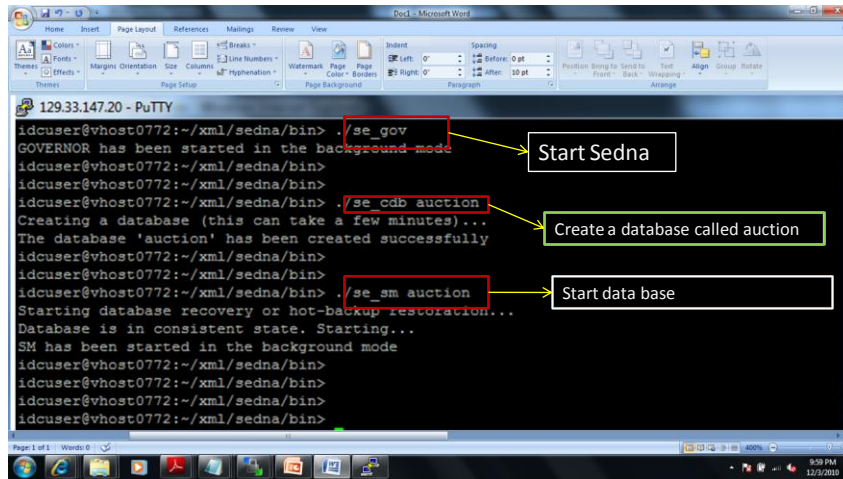 Doc1 - Microsoft Word
Home Insert Page Layout References Mailings Review View
Colors
Fonts
Effects
Themes
Margins Orientation Size Columns
Breaks
Line Numbers
Hyphenation
Watermark Page Color Page Borders
Indent
Left: 0"
Right: 0"
Spacing
Before: 0 pt
After: 10 pt
Position Bring to Front Send to Back Text Wrapping Align Group Rotate
Themes Page Setup Page Background Paragraph Arrange
129.33.147.20 - PuTTY
idcuser@vhost0772:~/xml/sedna/bin> ./se_gov
GOVERNOR has been started in the background mode
Start Sedna
idcuser@vhost0772:~/xml/sedna/bin>
idcuser@vhost0772:~/xml/sedna/bin>
idcuser@vhost0772:~/xml/sedna/bin> ./se_cdb auction
Creating a database (this can take a few minutes)...
Create a database called auction
The database 'auction' has been created successfully
idcuser@vhost0772:~/xml/sedna/bin>
idcuser@vhost0772:~/xml/sedna/bin>
idcuser@vhost0772:~/xml/sedna/bin> ./se_sm auction
Start data base
Starting database recovery or hot-backup restoration...
Database is in consistent state. Starting...
SM has been started in the background mode
idcuser@vhost0772:~/xml/sedna/bin>
idcuser@vhost0772:~/xml/sedna/bin>
idcuser@vhost0772:~/xml/sedna/bin>
idcuser@vhost0772:~/xml/sedna/bin>
Page: 1 of 1 Words: 0
400%
9:59 PM
12/3/2010